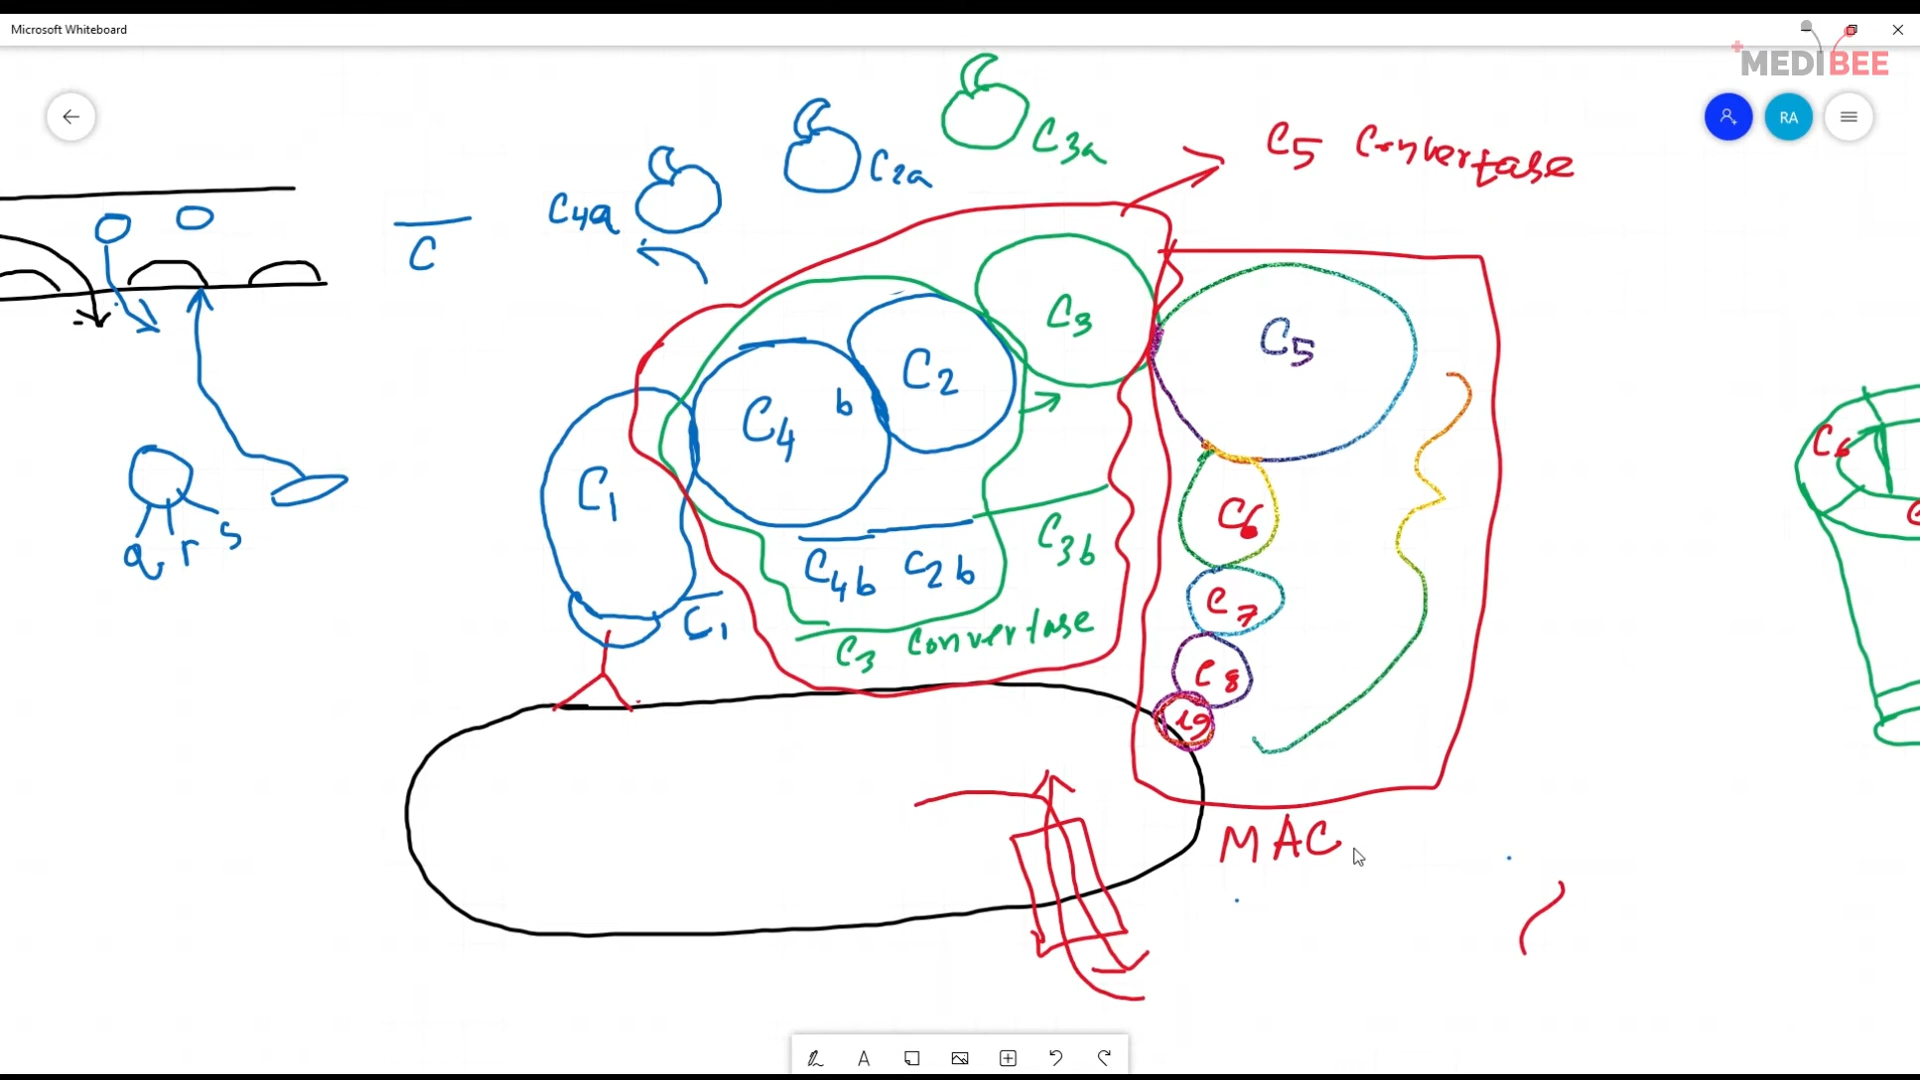 Microsoft Whiteboard
MEDIBEE
RA
C3a
C5 Convertase
C2a
C4a
C
C3
C5
C2
C4 b
C1
C6
C6
q r s
C3b
C4b C2b
C7
C1
C3 Convertase
C8
C9
MAC
A